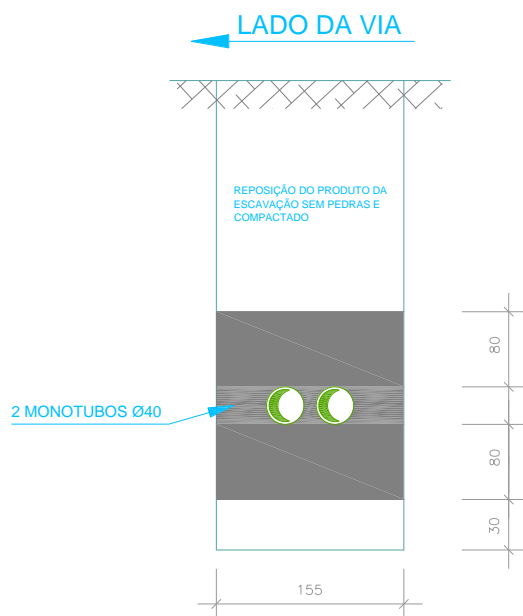 LADO DA VIA
REPOSIÇÃO DO PRODUTO DA
ESCAVAÇÃO SEM PEDRAS E
COMPACTADO
80
2 MONOTUBOS Ø40
80
30
155